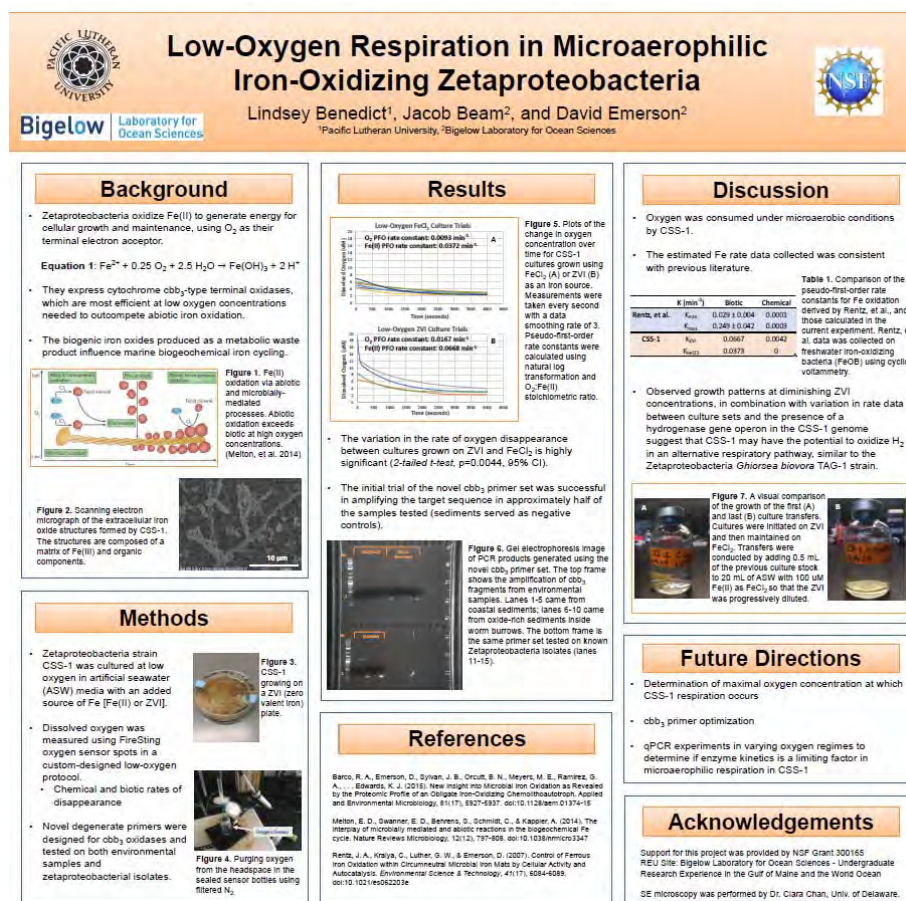 PACIFIC LUTHERAN
UNIVERSITY
Bigelow | Laboratory for
Ocean Sciences
Low-Oxygen Respiration in Microaerophilic
Iron-Oxidizing Zetaproteobacteria
Lindsey Benedict¹, Jacob Beam², and David Emerson²
¹Pacific Lutheran University, ²Bigelow Laboratory for Ocean Sciences
NSF
Background
• Zetaproteobacteria oxidize Fe(II) to generate energy for
cellular growth and maintenance, using O₂ as their
terminal electron acceptor.
Equation 1: Fe²⁺ + 0.25 O₂ + 2.5 H₂O → Fe(OH)₃ + 2 H⁺
• They express cytochrome cbb₃-type terminal oxidases,
which are most efficient at low oxygen concentrations
needed to outcompete abiotic iron oxidation.
• The biogenic iron oxides produced as a metabolic waste
product influence marine biogeochemical iron cycling.
Figure 1. Fe(II)
oxidation via abiotic
and microbially-
mediated
processes. Abiotic
oxidation exceeds
biotic at high oxygen
concentrations.
(Melton, et al. 2014)
Figure 2. Scanning electron
micrograph of the extracellular iron
oxide structures formed by CSS-1.
The structures are composed of a
matrix of Fe(III) and organic
components.
10 μm
Methods
• Zetaproteobacteria strain
CSS-1 was cultured at low
oxygen in artificial seawater
(ASW) media with an added
source of Fe [Fe(II) or ZVI].
• Dissolved oxygen was
measured using FireSting
oxygen sensor spots in a
custom-designed low-oxygen
protocol.
• Chemical and biotic rates of
disappearance
• Novel degenerate primers were
designed for cbb₃ oxidases and
tested on both environmental
samples and
zetaproteobacterial isolates.
Figure 3.
CSS-1
growing on
a ZVI (zero
valent iron)
plate.
Figure 4. Purging oxygen
from the headspace in the
sealed sensor bottles using
filtered N₂.
Results
Low-Oxygen FeCl₂ Culture Trials
O₂ PFO rate constant: 0.0093 min⁻¹
Fe(II) PFO rate constant: 0.0372 min⁻¹
A
Dissolved Oxygen (uM)
Time (seconds)
Low-Oxygen ZVI Culture Trials
O₂ PFO rate constant: 0.0167 min⁻¹
Fe(II) PFO rate constant: 0.0668 min⁻¹
B
Dissolved Oxygen (uM)
Time (seconds)
Figure 5. Plots of the
change in oxygen
concentration over
time for CSS-1
cultures grown using
FeCl₂ (A) or ZVI (B)
as an iron source.
Measurements were
taken every second
with a data
smoothing rate of 3.
Pseudo-first-order
rate constants were
calculated using
natural log
transformation and
O₂:Fe(II)
stoichiometric ratio.
• The variation in the rate of oxygen disappearance
between cultures grown on ZVI and FeCl₂ is highly
significant (2-tailed t-test, p=0.0044, 95% CI).
• The initial trial of the novel cbb₃ primer set was successful
in amplifying the target sequence in approximately half of
the samples tested (sediments served as negative
controls).
Figure 6. Gel electrophoresis image
of PCR products generated using the
novel cbb₃ primer set. The top frame
shows the amplification of cbb₃
fragments from environmental
samples. Lanes 1-5 came from
coastal sediments; lanes 6-10 came
from oxide-rich sediments inside
worm burrows. The bottom frame is
the same primer set tested on known
Zetaproteobacteria isolates (lanes
11-15).
References
Barco, R. A., Emerson, D., Sylvan, J. B., Orcutt, B. N., Meyers, M. E., Ramirez, G.
A., . . . Edwards, K. J. (2015). New Insight into Microbial Iron Oxidation as Revealed
by the Proteomic Profile of an Obligate Iron-Oxidizing Chemolithoautotroph. Applied
and Environmental Microbiology, 81(17), 5927-5937. doi:10.1128/aem.01374-15
Melton, E. D., Swanner, E. D., Behrens, S., Schmidt, C., & Kappler, A. (2014). The
interplay of microbially mediated and abiotic reactions in the biogeochemical Fe
cycle. Nature Reviews Microbiology, 12(12), 797-808. doi:10.1038/nrmicro3347
Rentz, J. A., Kraiya, C., Luther, G. W., & Emerson, D. (2007). Control of Ferrous
Iron Oxidation within Circumneutral Microbial Iron Mats by Cellular Activity and
Autocatalysis. Environmental Science & Technology, 41(17), 6084-6089.
doi:10.1021/es062203e
Discussion
• Oxygen was consumed under microaerobic conditions
by CSS-1.
• The estimated Fe rate data collected was consistent
with previous literature.
K (min⁻¹) Biotic Chemical
Rentz, et al. 0.029 ± 0.004 0.0001
0.249 ± 0.042 0.0003
CSS-1 0.0667 0.0042
0.0373 0
Table 1. Comparison of the
pseudo-first-order rate
constants for Fe oxidation
derived by Rentz, et al., and
those calculated in the
current experiment. Rentz, e
al. data was collected on
freshwater iron-oxidizing
bacteria (FeOB) using cyclic
voltammetry.
• Observed growth patterns at diminishing ZVI
concentrations, in combination with variation in rate data
between culture sets and the presence of a
hydrogenase gene operon in the CSS-1 genome
suggest that CSS-1 may have the potential to oxidize H₂
in an alternative respiratory pathway, similar to the
Zetaproteobacteria Ghiorsea biovora TAG-1 strain.
A
Figure 7. A visual comparison
of the growth of the first (A)
and last (B) culture transfers.
Cultures were initiated on ZVI
and then maintained on
FeCl₂. Transfers were
conducted by adding 0.5 mL
of the previous culture stock
to 20 mL of ASW with 100 uM
Fe(II) as FeCl₂ so that the ZVI
was progressively diluted.
B
Future Directions
• Determination of maximal oxygen concentration at which
CSS-1 respiration occurs
• cbb₃ primer optimization
• qPCR experiments in varying oxygen regimes to
determine if enzyme kinetics is a limiting factor in
microaerophilic respiration in CSS-1
Acknowledgements
Support for this project was provided by NSF Grant 300165
REU Site: Bigelow Laboratory for Ocean Sciences - Undergraduate
Research Experience in the Gulf of Maine and the World Ocean
SE microscopy was performed by Dr. Clara Chan, Univ. of Delaware.